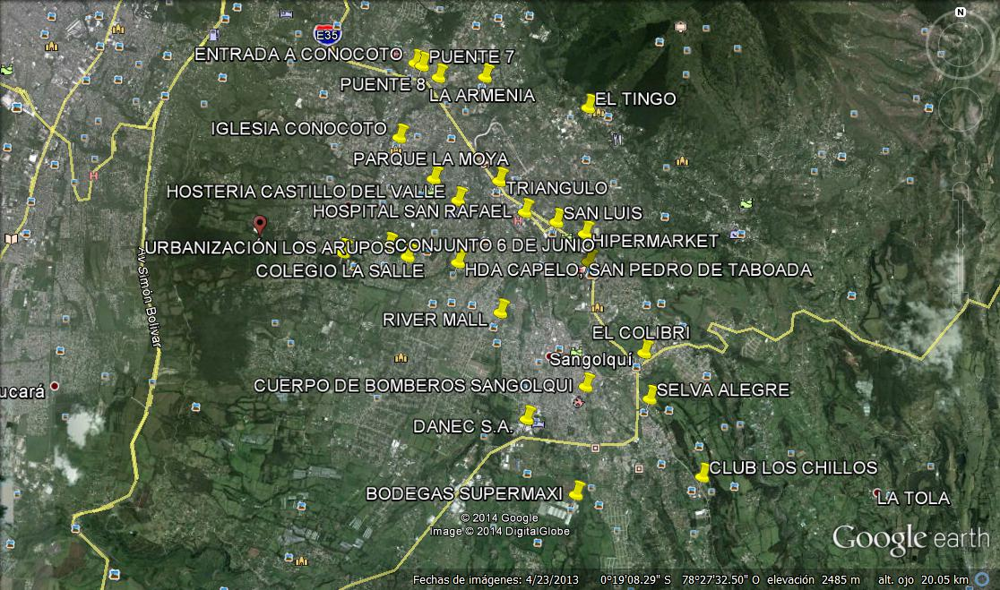 N
E35
ENTRADA A CONOCOTO
PUENTE 7
PUENTE 8
LA ARMENIA
EL TINGO
IGLESIA CONOCOTO
PARQUE LA MOYA
HOSTERIA CASTILLO DEL VALLE
TRIANGULO
HOSPITAL SAN RAFAEL
SAN LUIS
H
H
URBANIZACIÓN LOS ARUPOS
CONJUNTO 6 DE JUNIO
HIPERMARKET
COLEGIO LA SALLE
HDA CAPELO
SAN PEDRO DE TABOADA
Av Simón Bolívar
RIVER MALL
EL COLIBRI
Sangolquí
CUERPO DE BOMBEROS SANGOLQUI
SELVA ALEGRE
ucará
DANEC S.A.
CLUB LOS CHILLOS
BODEGAS SUPERMAXI
LA TOLA
© 2014 Google
Image © 2014 DigitalGlobe
Google earth
Fechas de imágenes: 4/23/2013 0°19'08.29" S 78°27'32.50" O elevación 2485 m alt. ojo 20.05 km